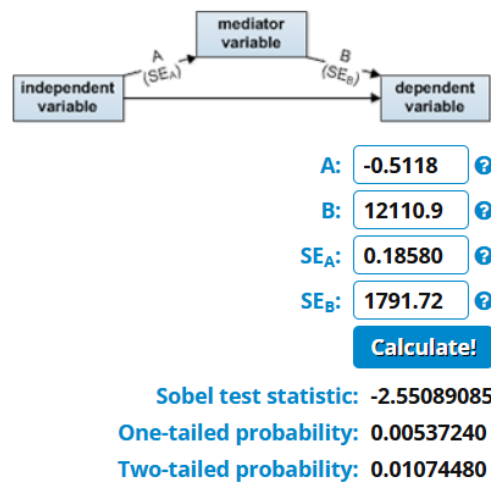 mediator
variable
A
(SEA)
B
(SEB)
independent
variable
dependent
variable
A: -0.5118 ?
B: 12110.9 ?
SEA: 0.18580 ?
SEB: 1791.72 ?
Calculate!
Sobel test statistic: -2.55089085
One-tailed probability: 0.00537240
Two-tailed probability: 0.01074480